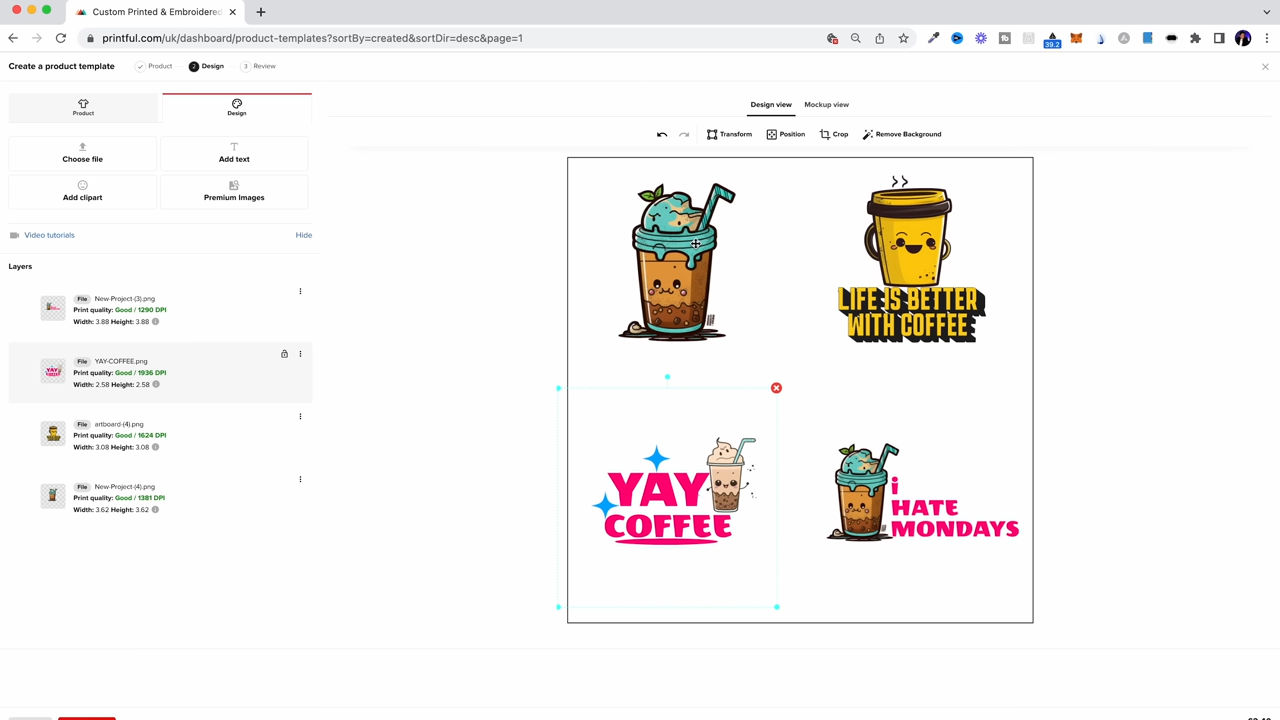 Custom Printed & Embroidered
printful.com/uk/dashboard/product-templates?sortBy=created&sortDir=desc&page=1
39.2
Create a product template
Product
2 Design
3 Review
Product
Design
Choose file
Add text
Add clipart
Premium Images
Video tutorials
Hide
Layers
File New-Project-(3).png
Print quality: Good / 1290 DPI
Width: 3.88 Height: 3.88
File YAY-COFFEE.png
Print quality: Good / 1936 DPI
Width: 2.58 Height: 2.58
File artboard-(4).png
Print quality: Good / 1624 DPI
Width: 3.08 Height: 3.08
File New-Project-(4).png
Print quality: Good / 1381 DPI
Width: 3.62 Height: 3.62
Design view
Mockup view
Transform
Position
Crop
Remove Background
LIFE IS BETTER
WITH COFFEE
YAY
COFFEE
i
HATE
MONDAYS